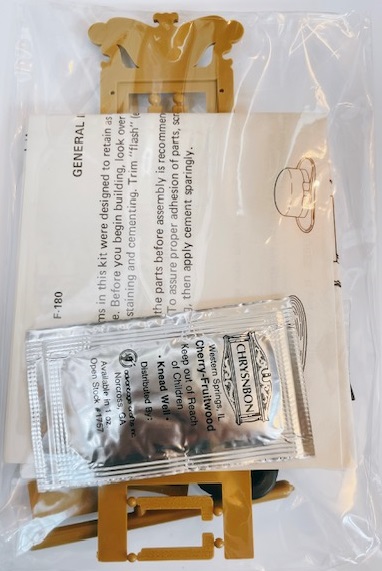 GENERAL
ms in this kit were designed to retain as
e. Before you begin building, look over
staining and cementing. Trim "flash"
the parts before assembly is recommen
To assure proper adhesion of parts, scr
then apply cement sparingly.
F-180
CHRYSNBON
Western Springs, IL
Cherry-Fruitwood
Keep out of Reach
of Children
• Knead Well •
Distributed By:
Norcross, GA
Available in 1 oz.
Open Stock #1967